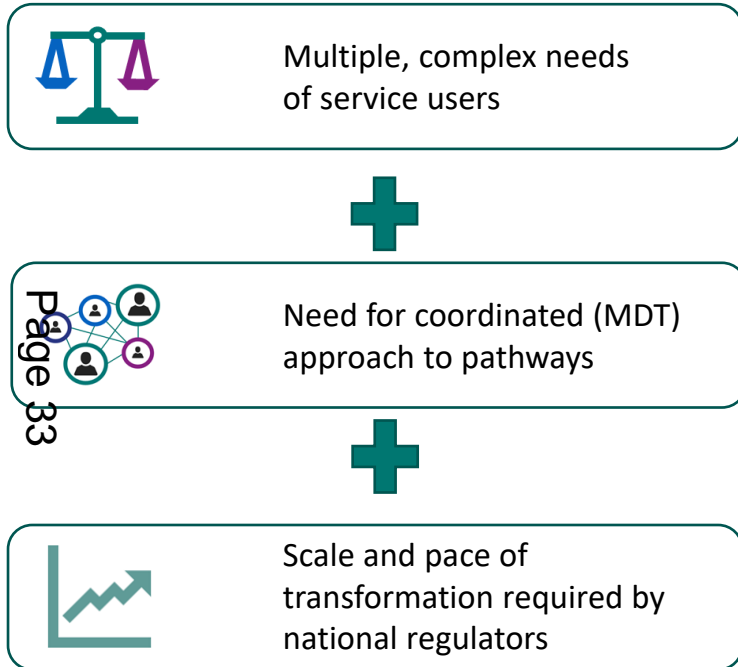 Multiple, complex needs
of service users
Page 33
Need for coordinated (MDT)
approach to pathways
Scale and pace of
transformation required by
national regulators